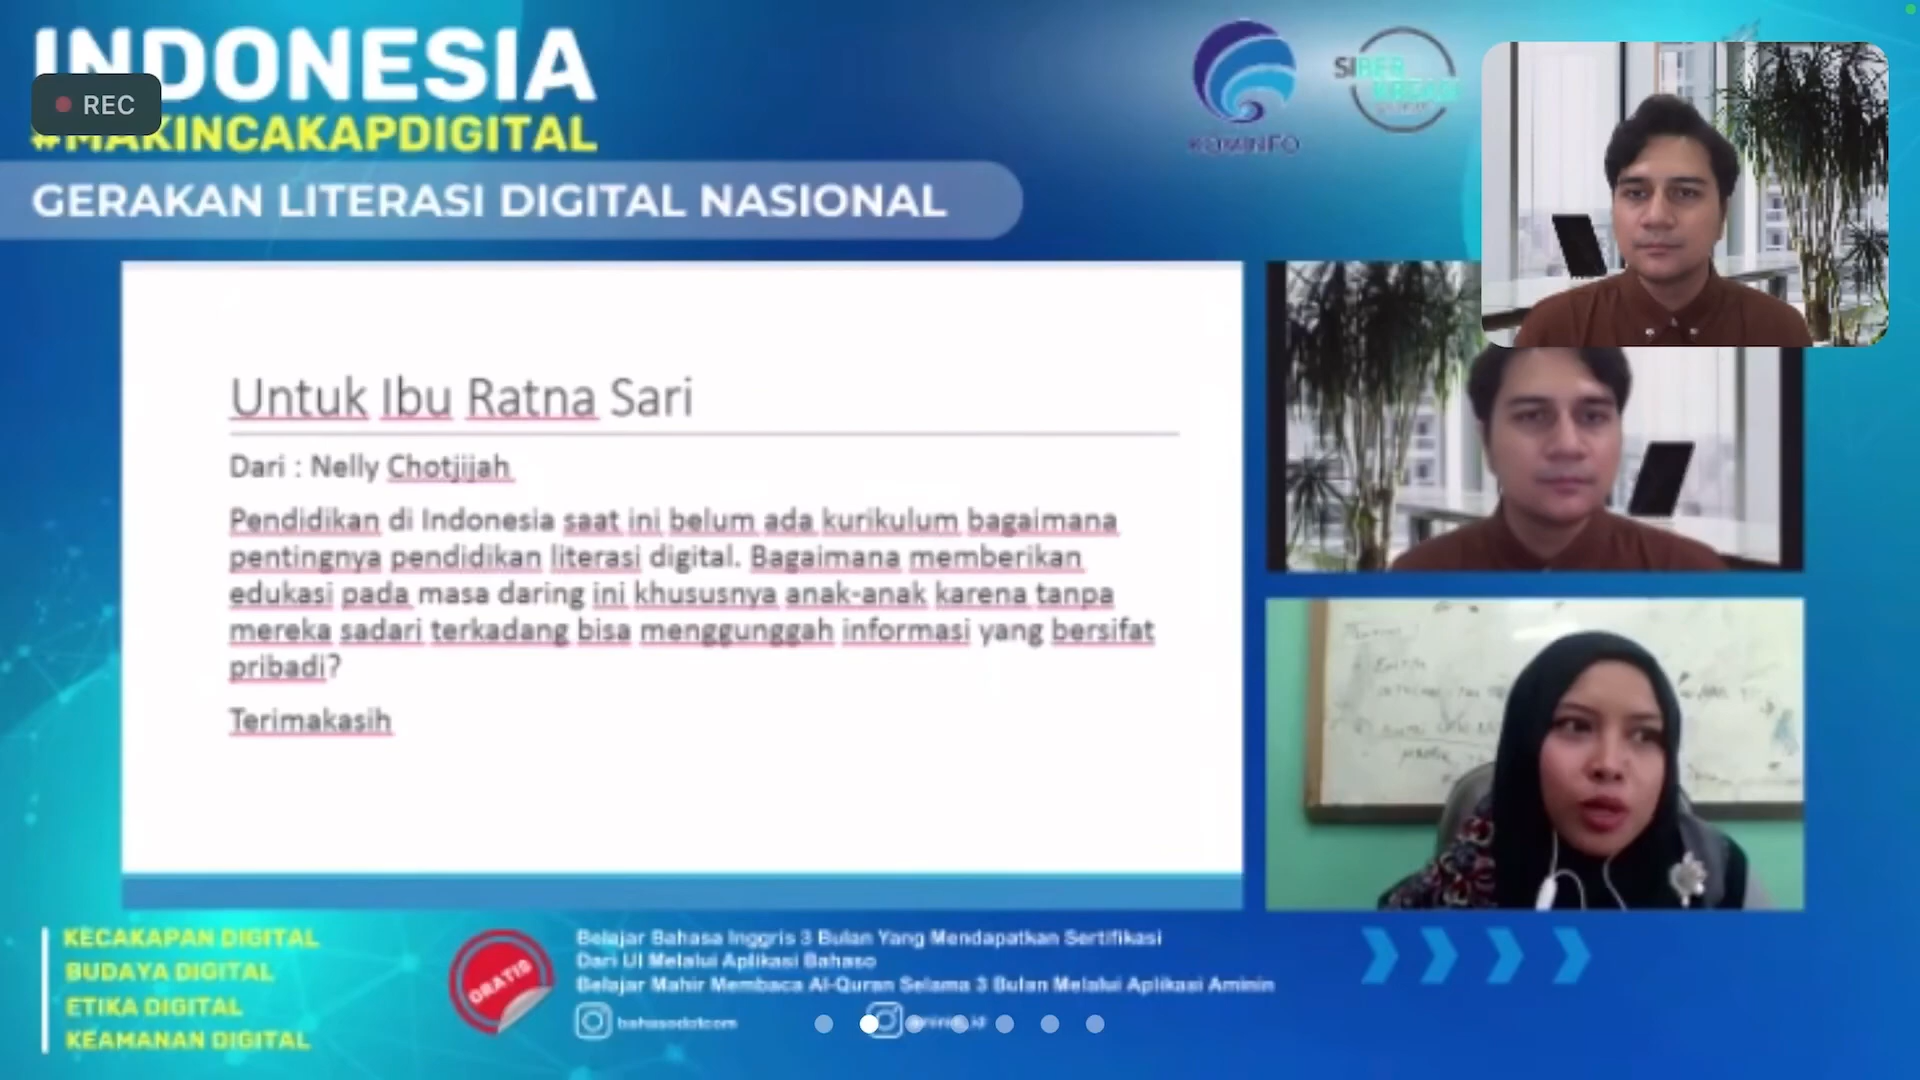 INDONESIA
REC
#MAKINCAKAPDIGITAL
GERAKAN LITERASI DIGITAL NASIONAL
KOMINFO
SIBER
KREASI
Untuk Ibu Ratna Sari
Dari : Nelly Chotjijah
Pendidikan di Indonesia saat ini belum ada kurikulum bagaimana
pentingnya pendidikan literasi digital. Bagaimana memberikan
edukasi pada masa daring ini khususnya anak-anak karena tanpa
mereka sadari terkadang bisa menggunggah informasi yang bersifat
pribadi?
Terimakasih
KECAKAPAN DIGITAL
BUDAYA DIGITAL
ETIKA DIGITAL
KEAMANAN DIGITAL
GRATIS
Belajar Bahasa Inggris 3 Bulan Yang Mendapatkan Sertifikasi
Dari UI Melalui Aplikasi Bahaso
Belajar Mahir Membaca Al-Quran Selama 3 Bulan Melalui Aplikasi Aminin
bahasodotcom